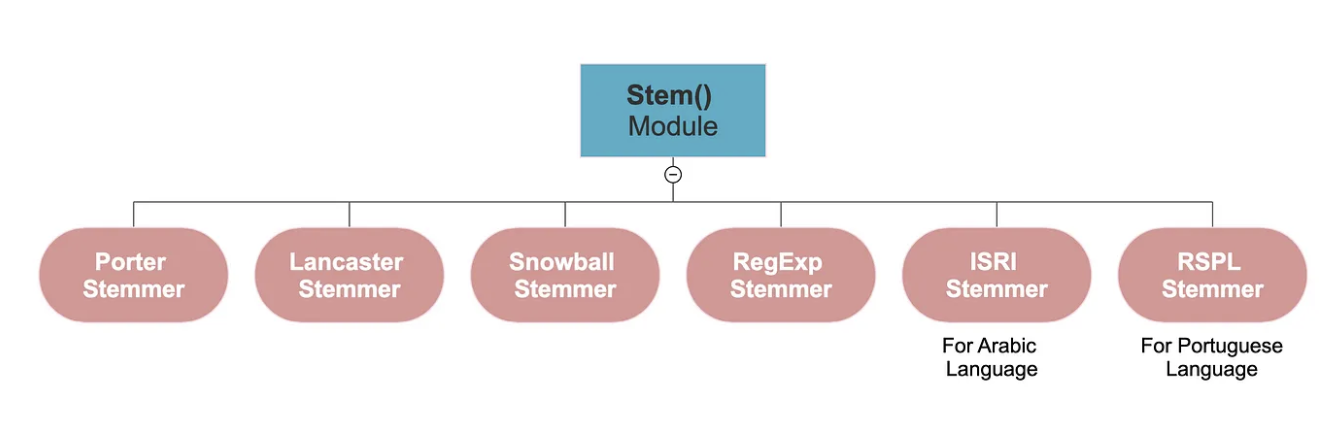 Stem()
Module
Porter
Stemmer
Lancaster
Stemmer
Snowball
Stemmer
RegExp
Stemmer
ISRI
Stemmer
RSPL
Stemmer
For Arabic
Language
For Portuguese
Language